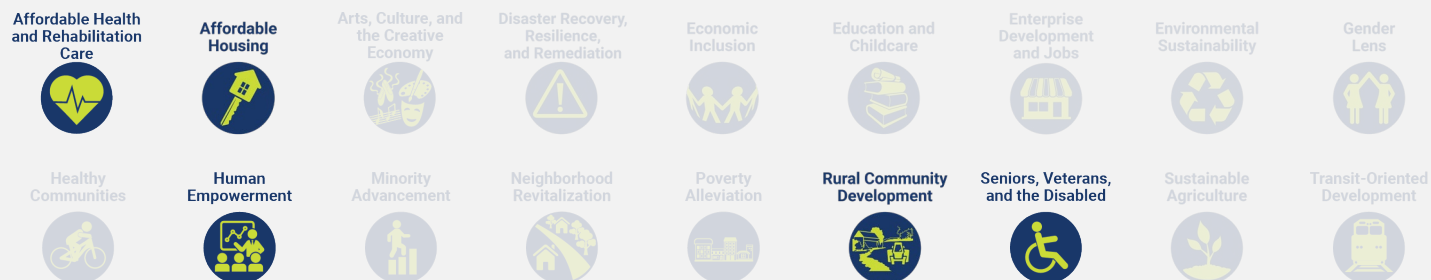 Affordable Health
and Rehabilitation
Care
Affordable
Housing
Arts, Culture, and
the Creative
Economy
Disaster Recovery,
Resilience,
and Remediation
Economic
Inclusion
Education and
Childcare
Enterprise
Development
and Jobs
Environmental
Sustainability
Gender
Lens
Healthy
Communities
Human
Empowerment
Minority
Advancement
Neighborhood
Revitalization
Poverty
Alleviation
Rural Community
Development
Seniors, Veterans,
and the Disabled
Sustainable
Agriculture
Transit-Oriented
Development